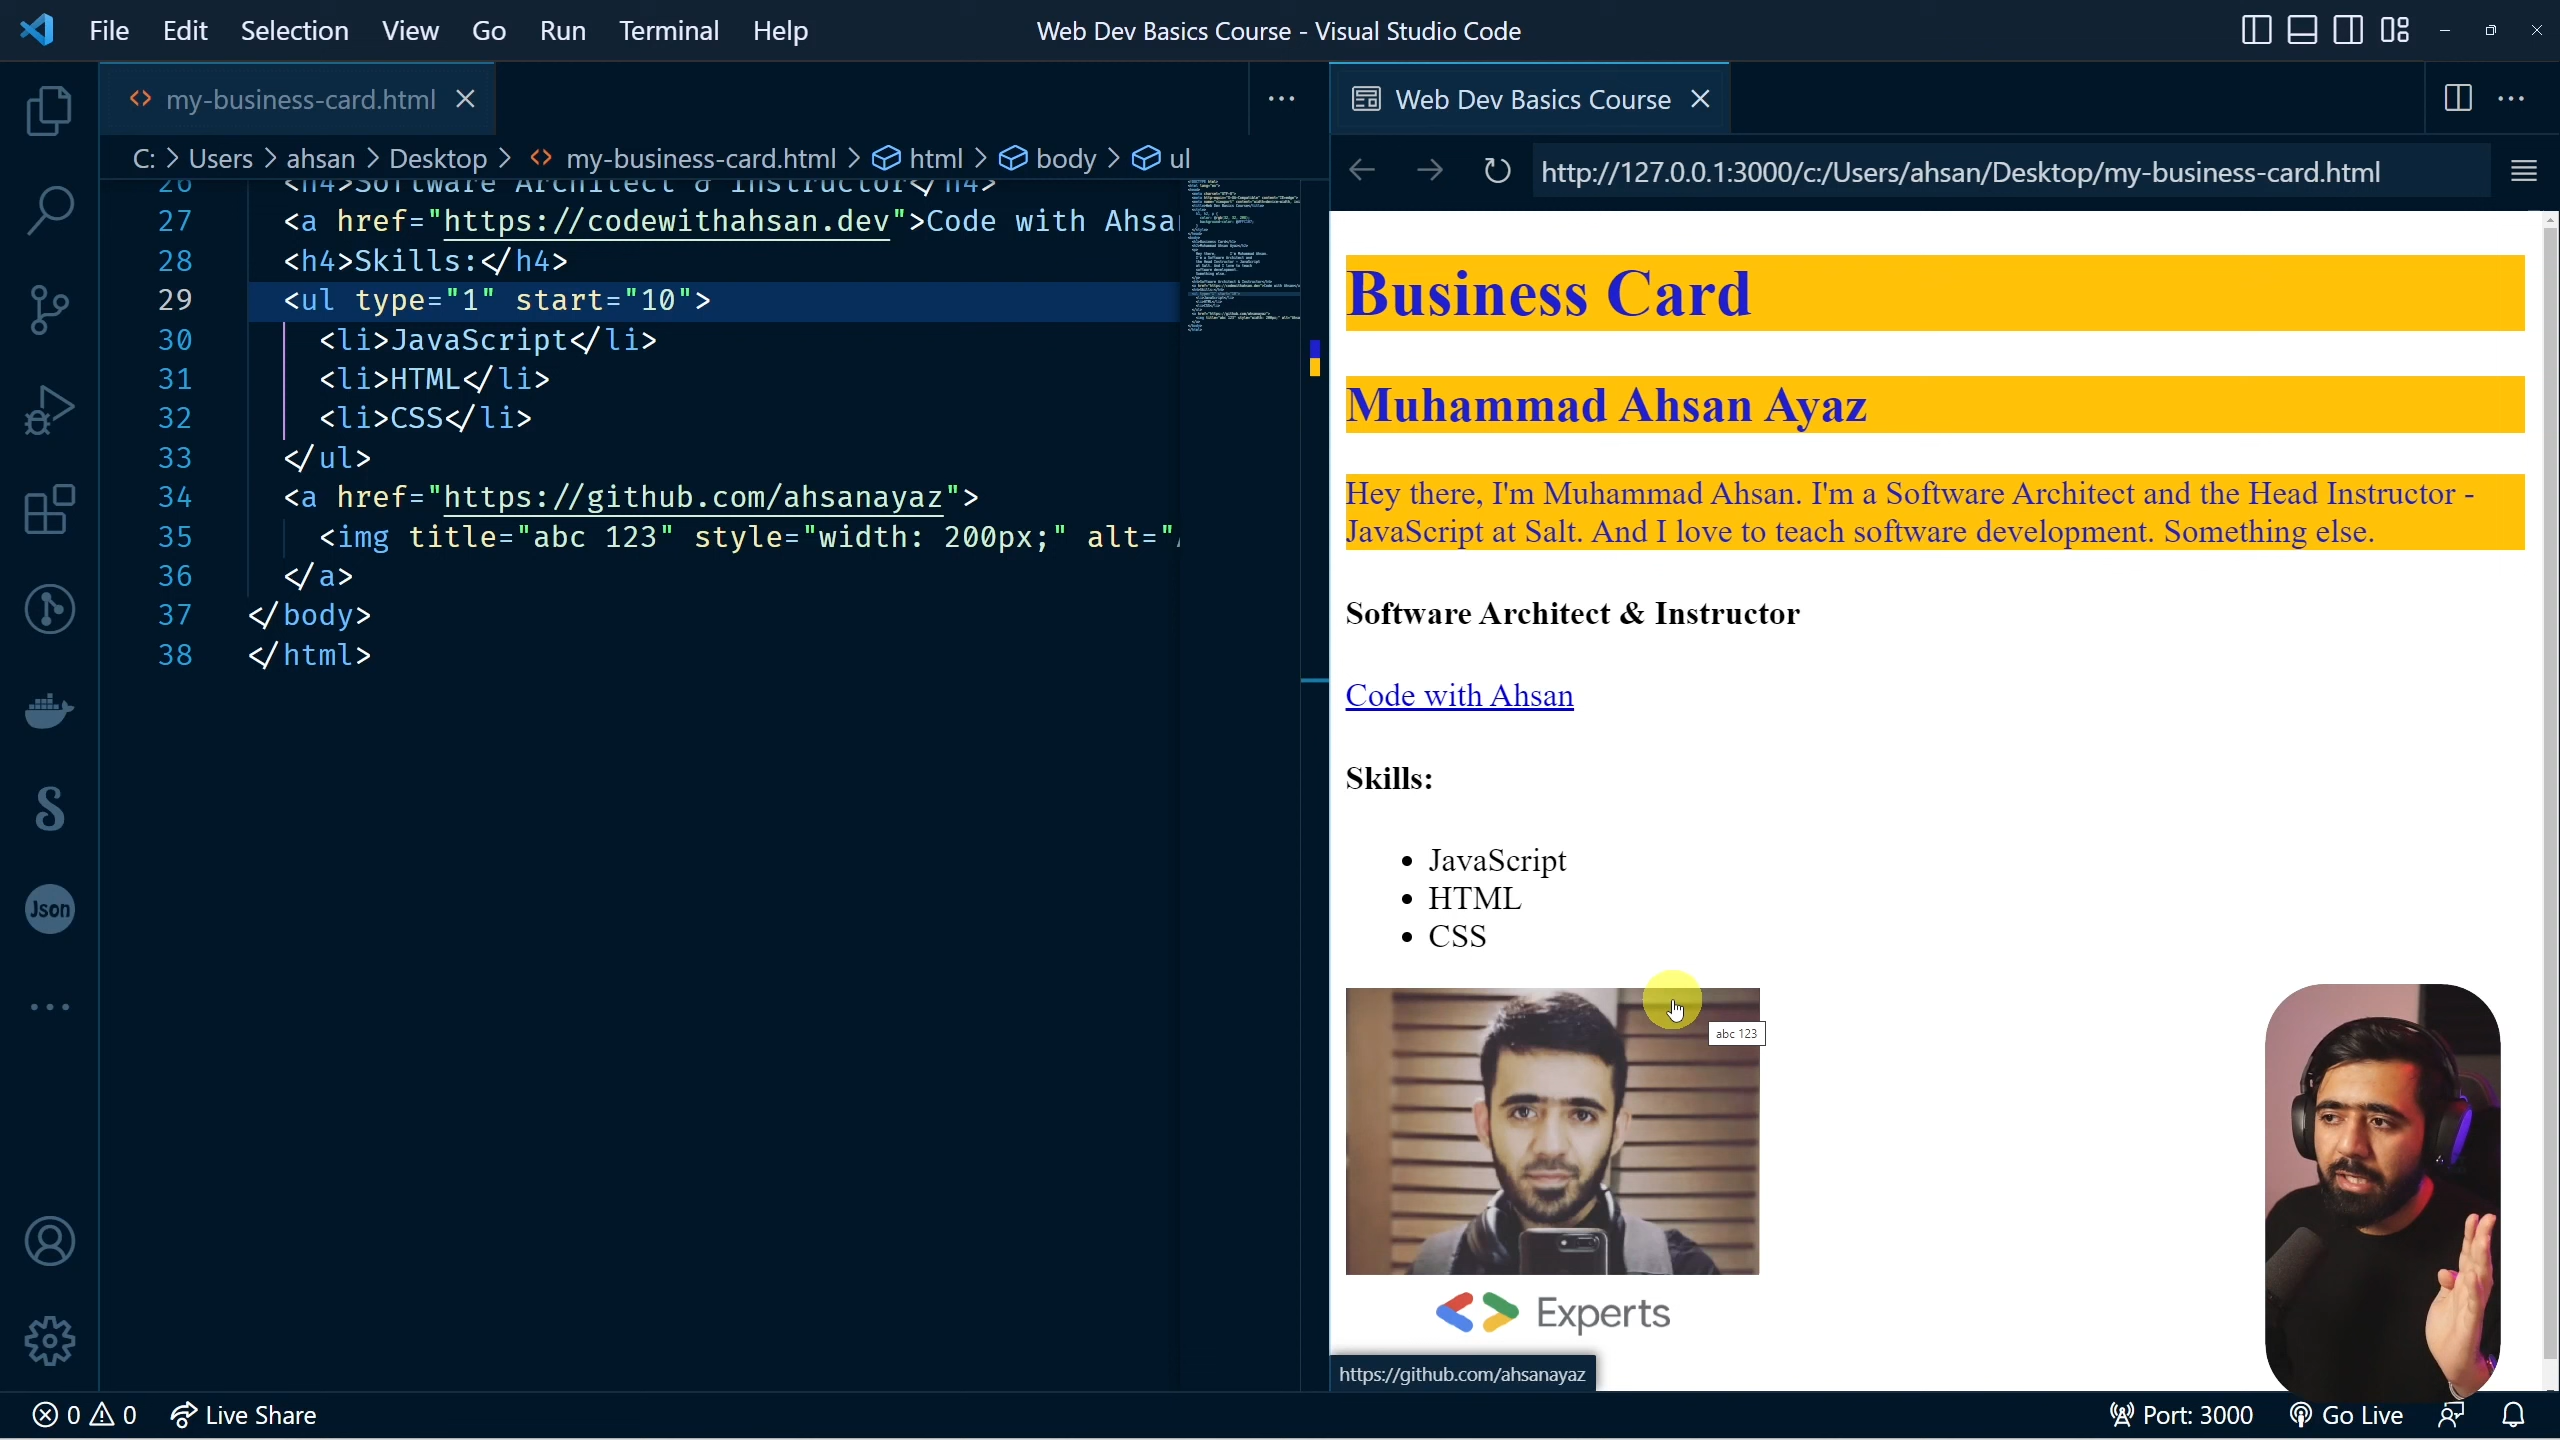 File Edit Selection View Go Run Terminal Help
Web Dev Basics Course - Visual Studio Code
my-business-card.html
C: > Users > ahsan > Desktop > <> my-business-card.html > html > body > ul
26 <h4>Software Architect & Instructor</h4>
27 <a href="https://codewithahsan.dev">Code with Ahsa
28 <h4>Skills:</h4>
29 <ul type="1" start="10">
30 <li>JavaScript</li>
31 <li>HTML</li>
32 <li>CSS</li>
33 </ul>
34 <a href="https://github.com/ahsanayaz">
35 <img title="abc 123" style="width: 200px;" alt="
36 </a>
37 </body>
38 </html>
Web Dev Basics Course
http://127.0.0.1:3000/c:/Users/ahsan/Desktop/my-business-card.html
Business Card
Muhammad Ahsan Ayaz
Hey there, I'm Muhammad Ahsan. I'm a Software Architect and the Head Instructor -
JavaScript at Salt. And I love to teach software development. Something else.
Software Architect & Instructor
Code with Ahsan
Skills:
• JavaScript
• HTML
• CSS
abc 123
Experts
https://github.com/ahsanayaz
Json
0 0 Live Share
Port: 3000 Go Live